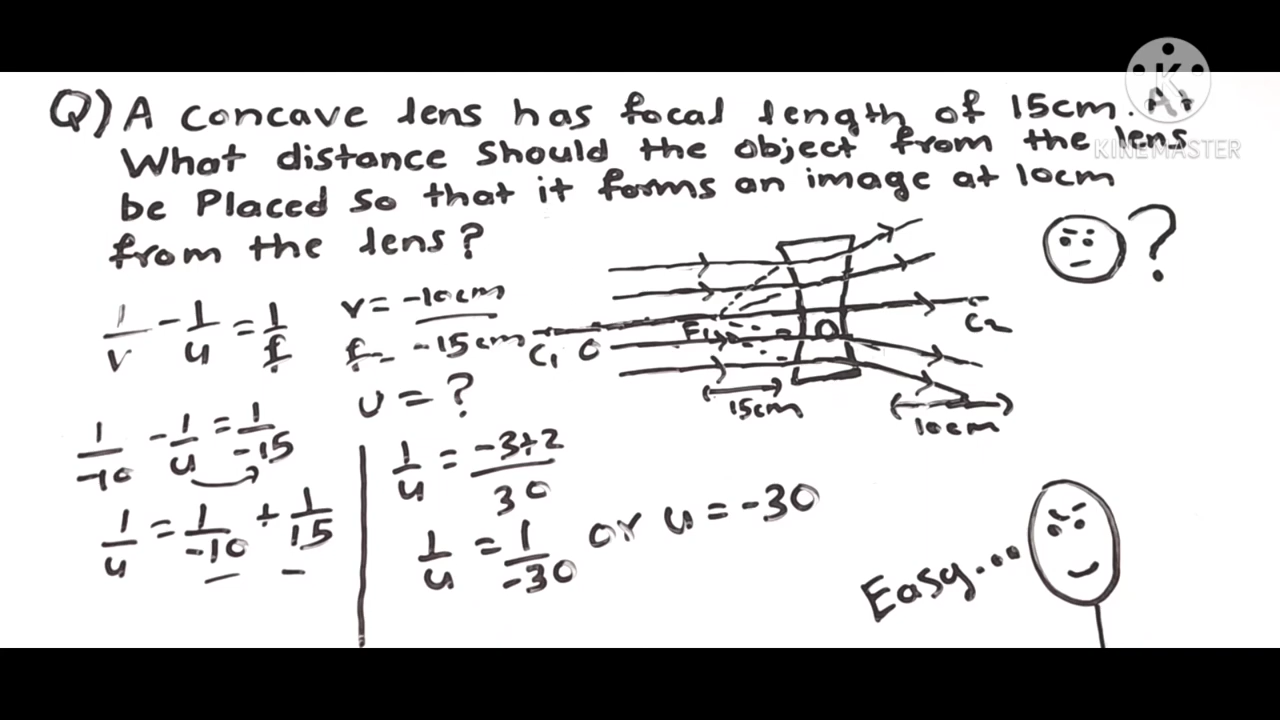 Q) A concave lens has focal length of 15cm. At
What distance should the object from the lens
be Placed So that it forms an image at 10cm
from the lens?
K
KINEMASTER
?
1/v - 1/u = 1/f
v = -10cm
f = -15cm
u = ?
C1 O F1 O C2
15cm
10cm
1/-10 - 1/u = 1/-15
1/u = 1/-10 + 1/15
1/u = -3+2/30
1/u = 1/-30 or u = -30
Easy...